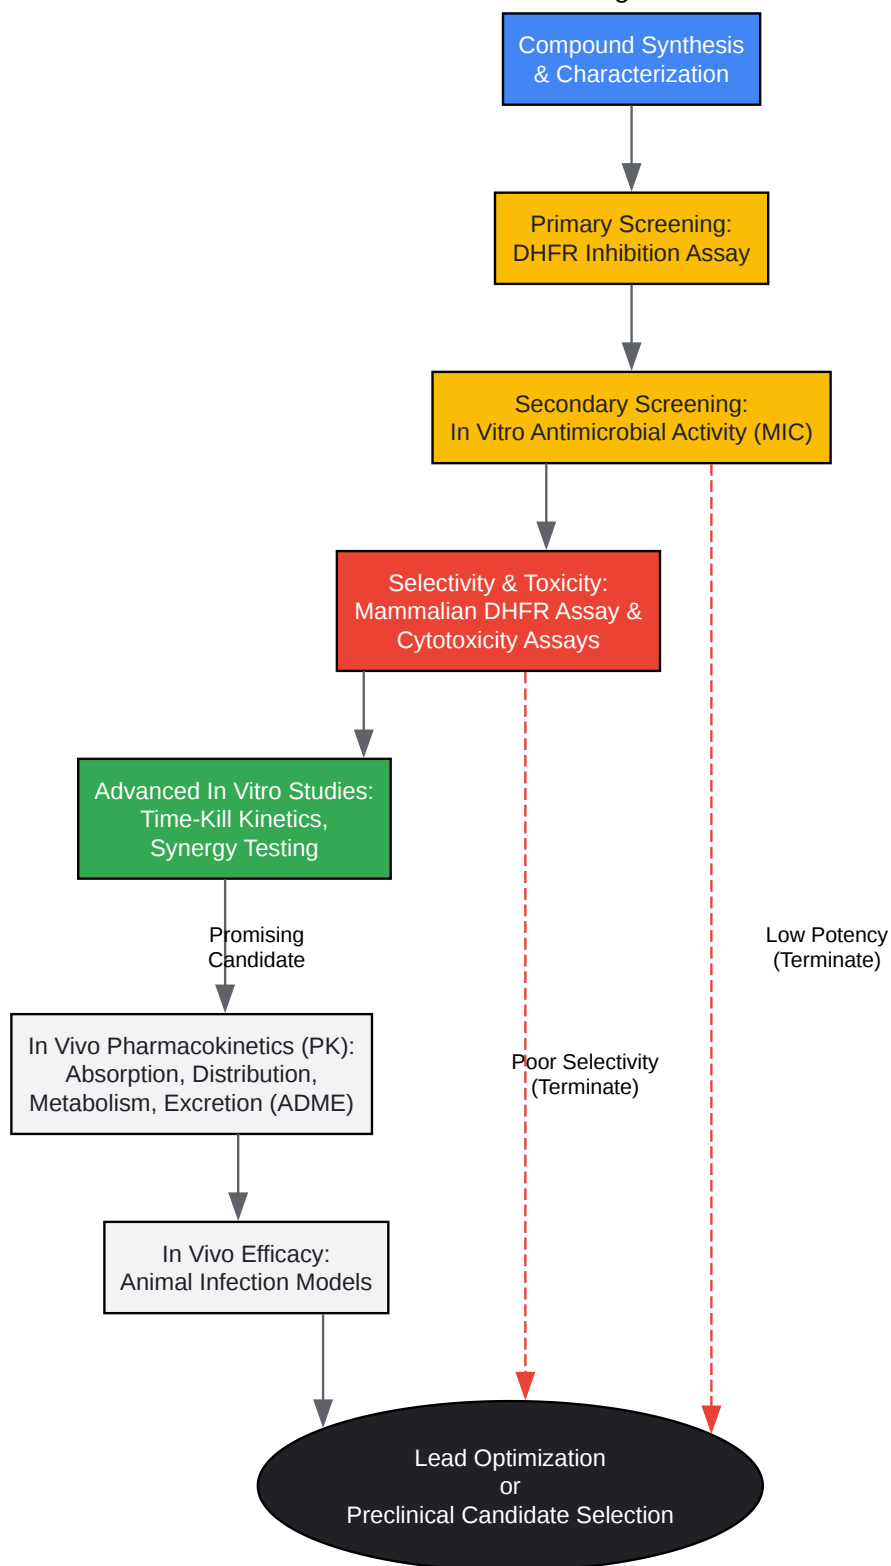 Compound Synthesis
& Characterization
Primary Screening:
DHFR Inhibition Assay
Secondary Screening:
In Vitro Antimicrobial Activity (MIC)
Selectivity & Toxicity:
Mammalian DHFR Assay &
Cytotoxicity Assays
Advanced In Vitro Studies:
Time-Kill Kinetics,
Synergy Testing
Promising
Candidate
Low Potency
(Terminate)
In Vivo Pharmacokinetics (PK):
Absorption, Distribution,
Metabolism, Excretion (ADME)
Poor Selectivity
(Terminate)
In Vivo Efficacy:
Animal Infection Models
Lead Optimization
or
Preclinical Candidate Selection